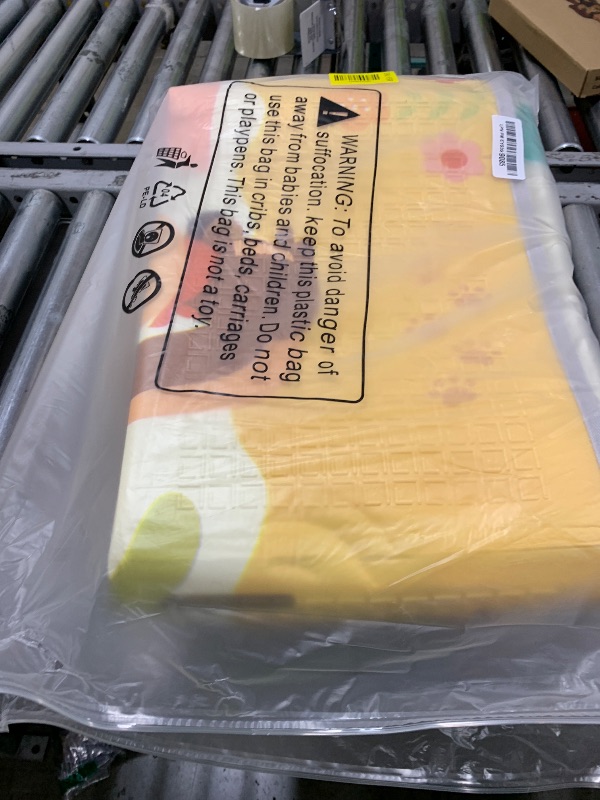 WARNING: To avoid danger of
suffocation, keep this plastic bag
away from babies and children. Do not
use this bag in cribs, beds, carriages
or playpens. This bag is not a toy.
04
PE-LD